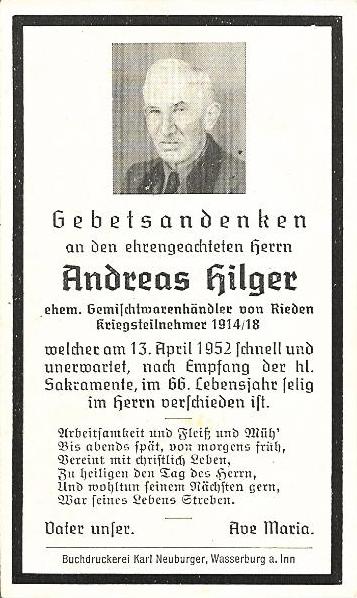 Gebetsandenken
an den ehrengeachteten Herrn
Andreas Hilger
ehem. Gemischtwarenhändler von Rieden
Kriegsteilnehmer 1914/18
welcher am 13. April 1952 schnell und
unerwartet, nach Empfang der hl.
Sakramente, im 66. Lebensjahr selig
im Herrn verschieden ist.
Arbeitsamkeit und Fleiß und Müh'
Bis abends spät, von morgens früh,
Vereint mit christlich Leben,
Zu heiligen den Tag des Herrn,
Und wohltun seinem Nächsten gern,
War seines Lebens Streben.
Vater unser. Ave Maria.
Buchdruckerei Karl Neuburger, Wasserburg a. Inn